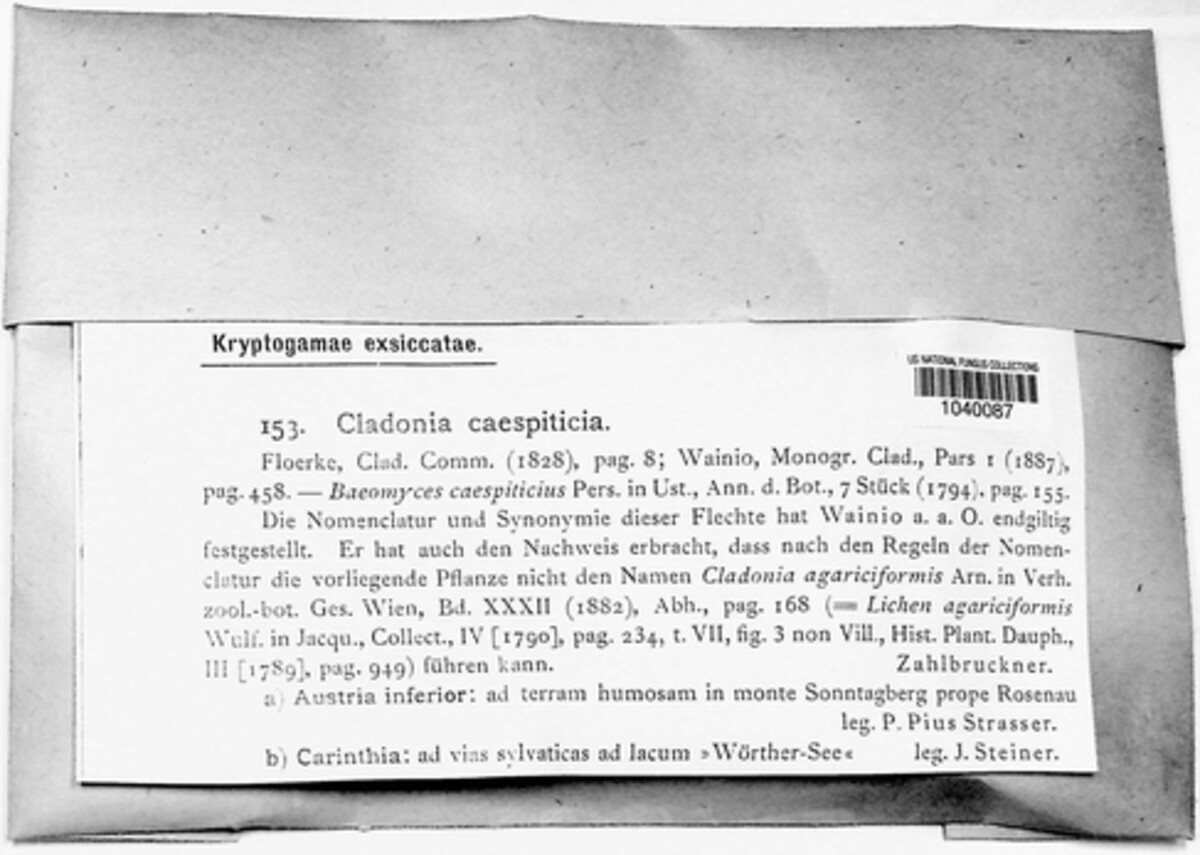 Kryptogamae exsiccatae.
US NATIONAL FUNGUS COLLECTIONS
1040087
153. Cladonia caespiticia.
Floerke, Clad. Comm. (1828), pag. 8; Wainio, Monogr. Clad., Pars 1 (1887),
pag. 458. — Baeomyces caespiticius Pers. in Ust., Ann. d. Bot., 7 Stück (1794), pag. 155.
Die Nomenclatur und Synonymie dieser Flechte hat Wainio a. a. O. endgiltig
festgestellt. Er hat auch den Nachweis erbracht, dass nach den Regeln der Nomen-
clatur die vorliegende Pflanze nicht den Namen Cladonia agariciformis Arn. in Verh.
zool.-bot. Ges. Wien, Bd. XXXII (1882), Abh., pag. 168 (= Lichen agariciformis
Wulf. in Jacqu., Collect., IV [1790], pag. 234, t. VII, fig. 3 non Vill., Hist. Plant. Dauph.,
III [1789], pag. 949) führen kann. Zahlbruckner.
a) Austria inferior: ad terram humosam in monte Sonntagberg prope Rosenau
leg. P. Pius Strasser.
b) Carinthia: ad vias sylvaticas ad lacum »Wörther-See« leg. J. Steiner.